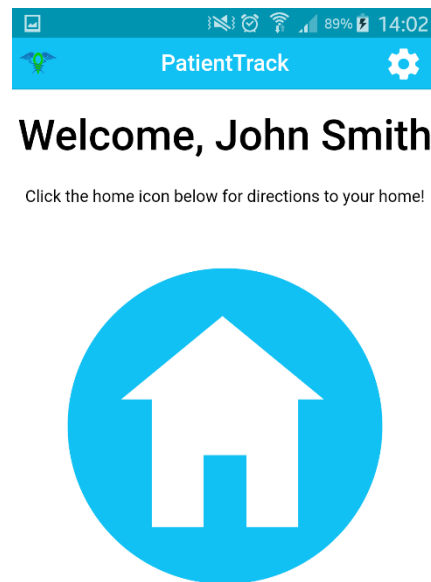 89% 14:02
PatientTrack
Welcome, John Smith
Click the home icon below for directions to your home!